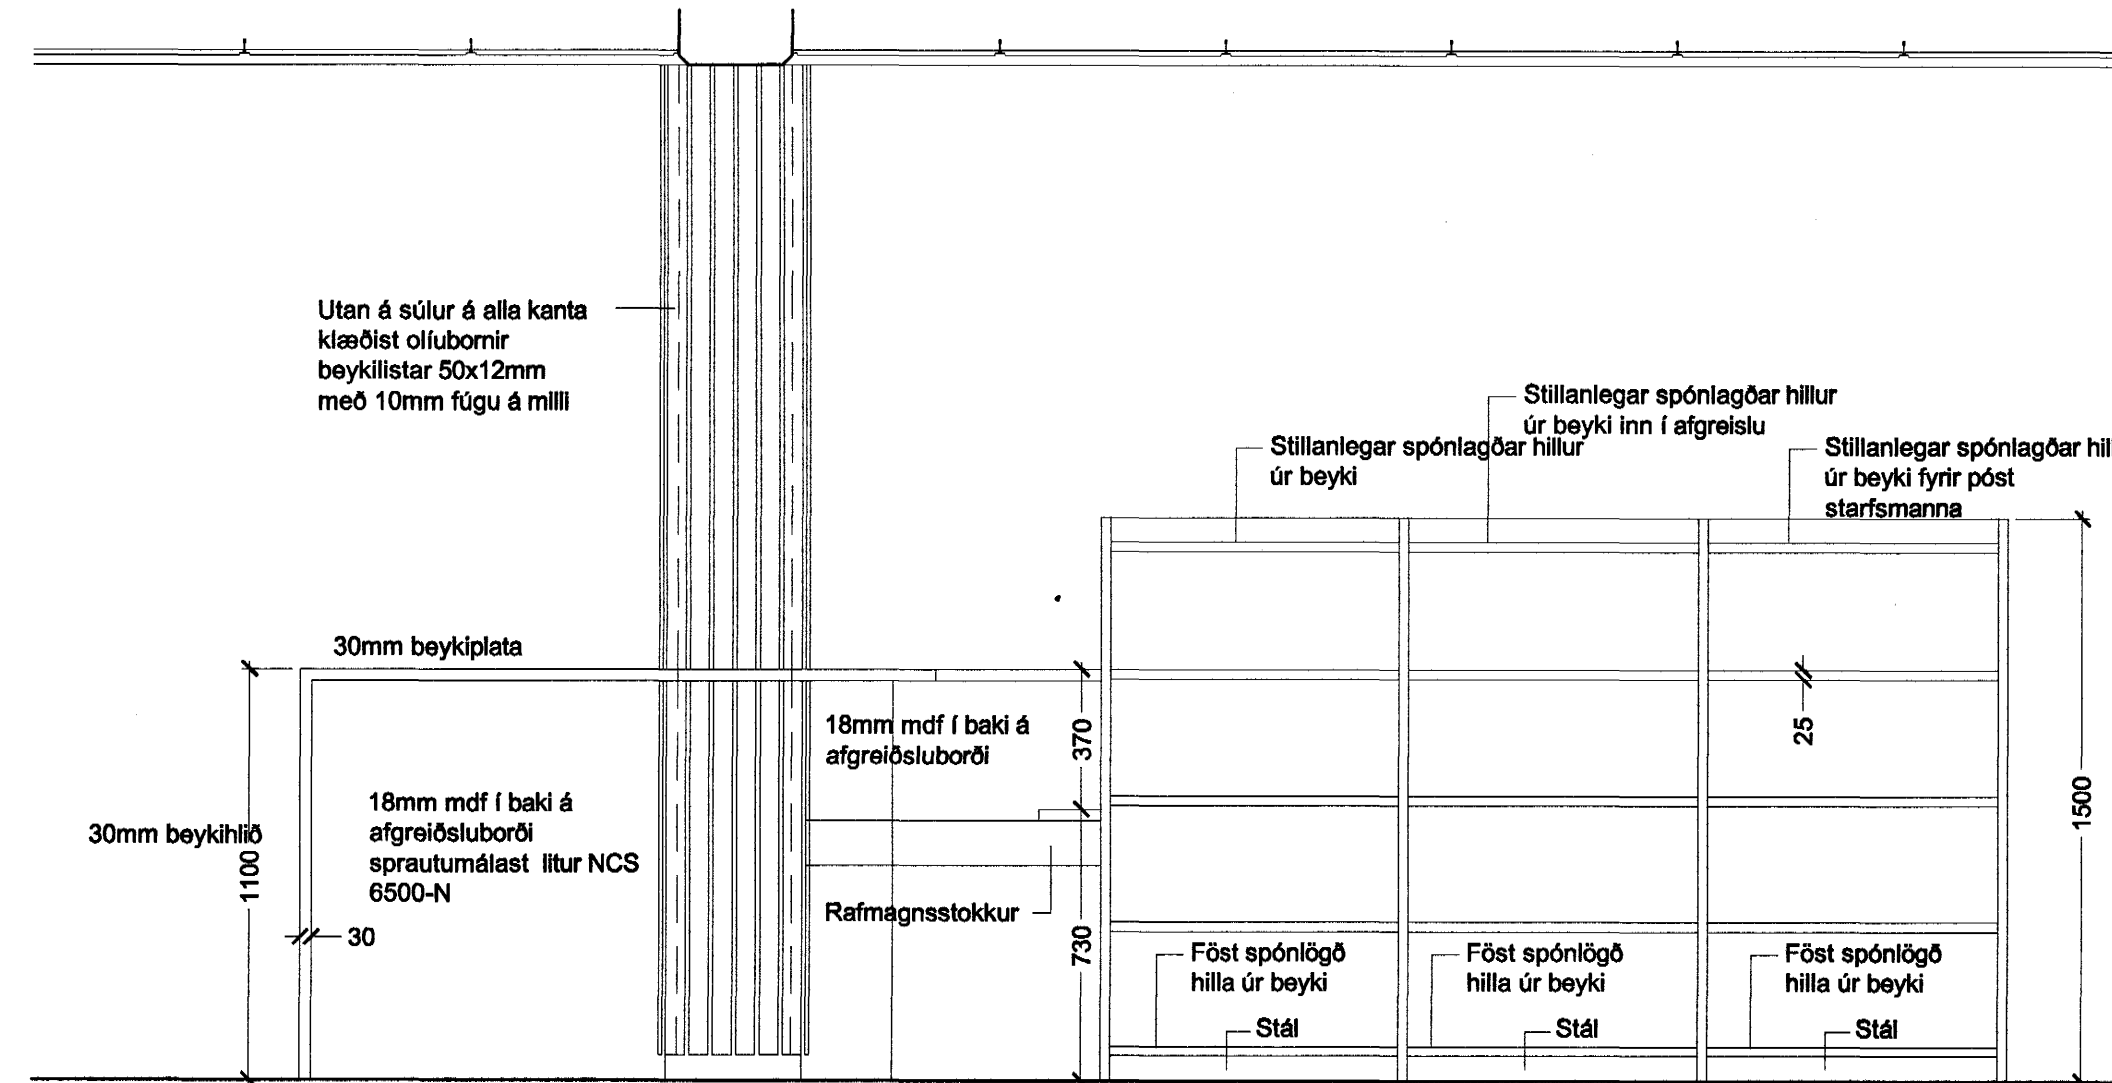 Utan á súlur á alla kanta
klæðist olíubornir
beykilistar 50x12mm
með 10mm fúgu á milli
Stillanlegar spónlagðar hillur
úr beyki inn í afgreislu
Stillanlegar spónlagðar hillur
úr beyki
Stillanlegar spónlagðar hil
úr beyki fyrir póst
starfsmanna
30mm beykiplata
18mm mdf í baki á
afgreiðsluborði
370
25
1500
18mm mdf í baki á
afgreiðsluborði
sprautumálast litur NCS
6500-N
30mm beykihlið
1100
30
Rafmagnsstokkur
730
Föst spónlögð
hilla úr beyki
Föst spónlögð
hilla úr beyki
Föst spónlögð
hilla úr beyki
Stál
Stál
Stál